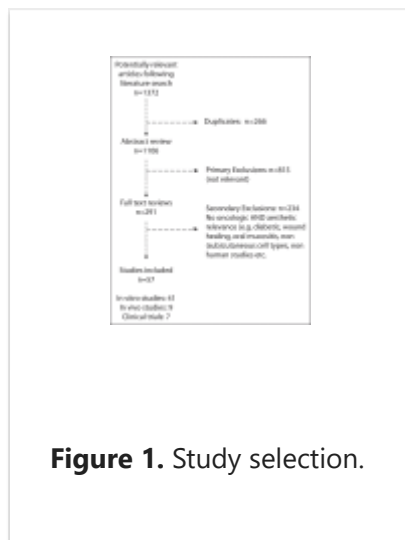 Potentially relevant
articles following
literature search
n=1372
Duplicates: n=266
Abstract review
n=1106
Primary Exclusions: n=815
(not relevant)
Full text reviews
n=291
Secondary Exclusions: n=234
No oncologic AND aesthetic
relevance (e.g. diabetic, wound
healing, oral mucositis, non
subcutaneous cell types, non
human studies etc.
Studies included
n=57
In vitro studies: 41
In vivo studies: 9
Clinical trials: 7
Figure 1. Study selection.